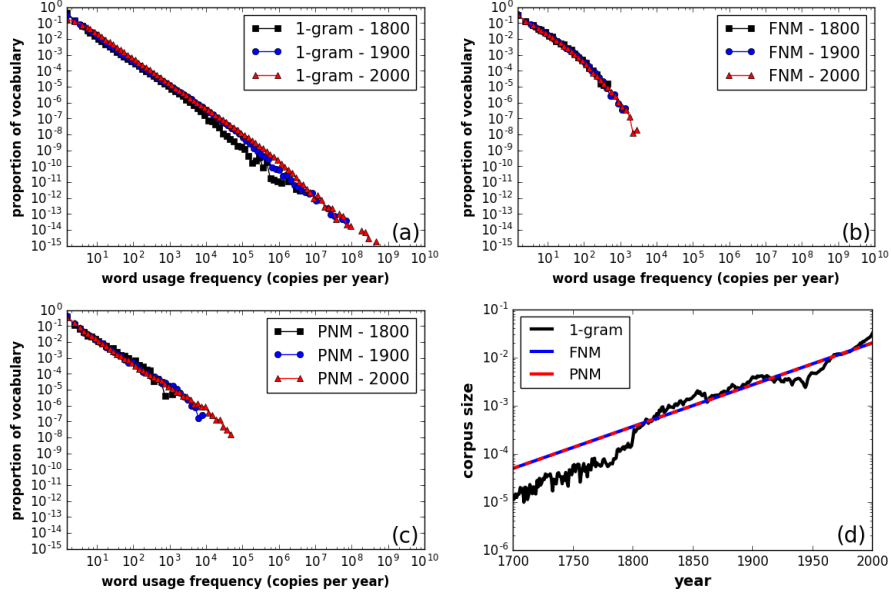 10^0
10^-1
10^-2
10^-3
10^-4
10^-5
10^-6
10^-7
10^-8
10^-9
10^-10
10^-11
10^-12
10^-13
10^-14
10^-15
proportion of vocabulary
1-gram - 1800
1-gram - 1900
1-gram - 2000
(a)
10^1 10^2 10^3 10^4 10^5 10^6 10^7 10^8 10^9 10^10
word usage frequency (copies per year)
10^0
10^-1
10^-2
10^-3
10^-4
10^-5
10^-6
10^-7
10^-8
10^-9
10^-10
10^-11
10^-12
10^-13
10^-14
10^-15
proportion of vocabulary
FNM - 1800
FNM - 1900
FNM - 2000
(b)
10^1 10^2 10^3 10^4 10^5 10^6 10^7 10^8 10^9 10^10
word usage frequency (copies per year)
10^0
10^-1
10^-2
10^-3
10^-4
10^-5
10^-6
10^-7
10^-8
10^-9
10^-10
10^-11
10^-12
10^-13
10^-14
10^-15
proportion of vocabulary
PNM - 1800
PNM - 1900
PNM - 2000
(c)
10^1 10^2 10^3 10^4 10^5 10^6 10^7 10^8 10^9 10^10
word usage frequency (copies per year)
10^-1
10^-2
10^-3
10^-4
10^-5
10^-6
corpus size
1-gram
FNM
PNM
(d)
1700 1750 1800 1850 1900 1950 2000
year